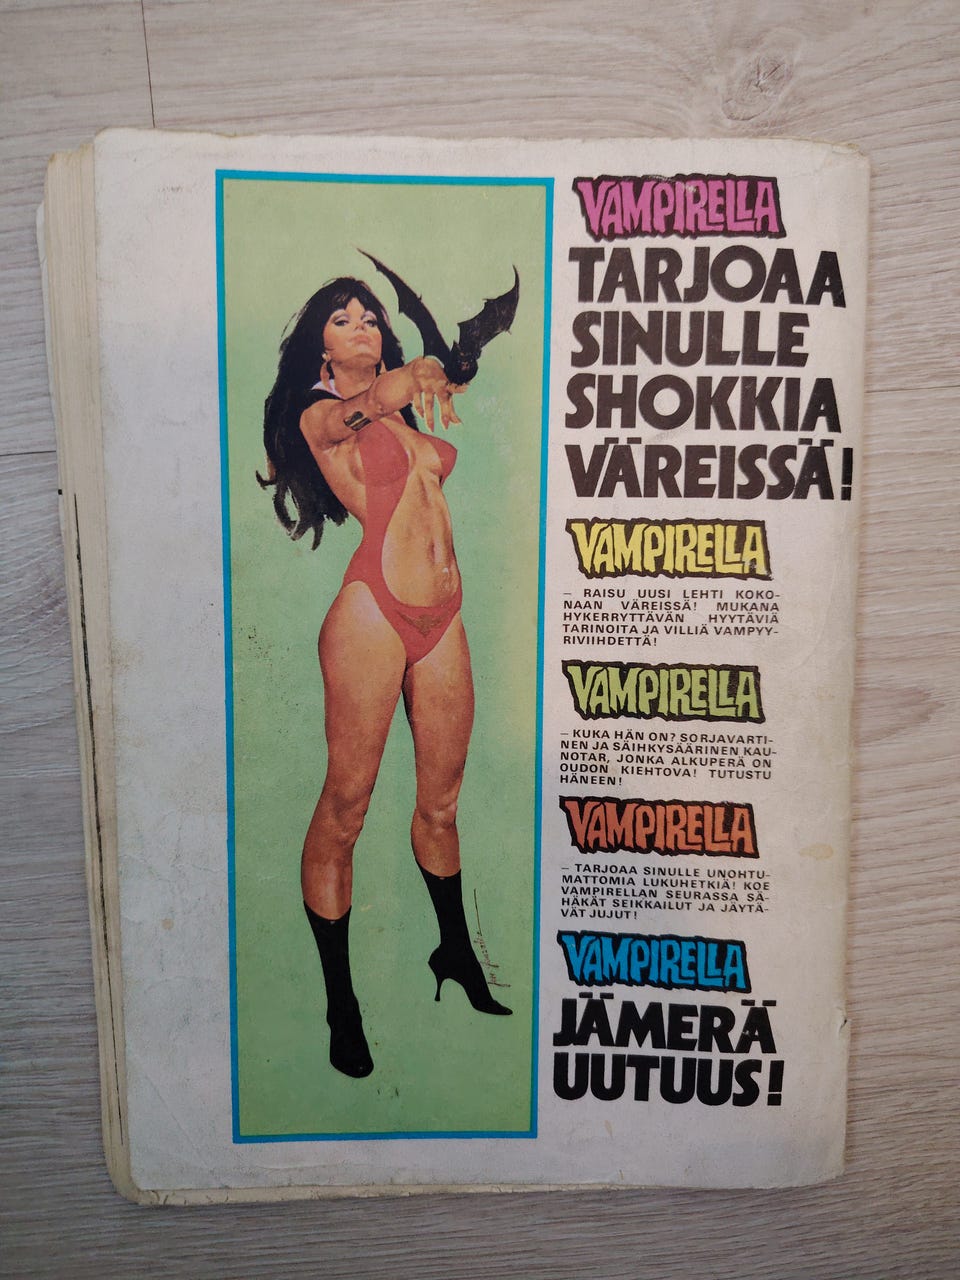 VAMPIRELLA
TARJOAA
SINULLE
SHOKKIA
VÄREISSÄ!
VAMPIRELLA
– RAISU UUSI LEHTI KOKO-
NAAN VÄREISSÄ! MUKANA
HYKERRYTTÄVÄN HYYTÄVIÄ
TARINOITA JA VILLIÄ VAMPYY-
RIVIIHDETTÄ!
VAMPIRELLA
– KUKA HÄN ON? SORJAVARTI-
NEN JA SÄIHKYSÄÄRINEN KAU-
NOTAR, JONKA ALKUPERÄ ON
OUDON KIEHTOVA! TUTUSTU
HÄNEEN!
VAMPIRELLA
– TARJOAA SINULLE UNOHTU-
MATTOMIA LUKUHETKIÄ! KOE
VAMPIRELLAN SEURASSA SÄ-
HÄKÄT SEIKKAILUT JA JÄYTÄ-
VÄT JUJUT!
VAMPIRELLA
JÄMERÄ
UUTUUS!